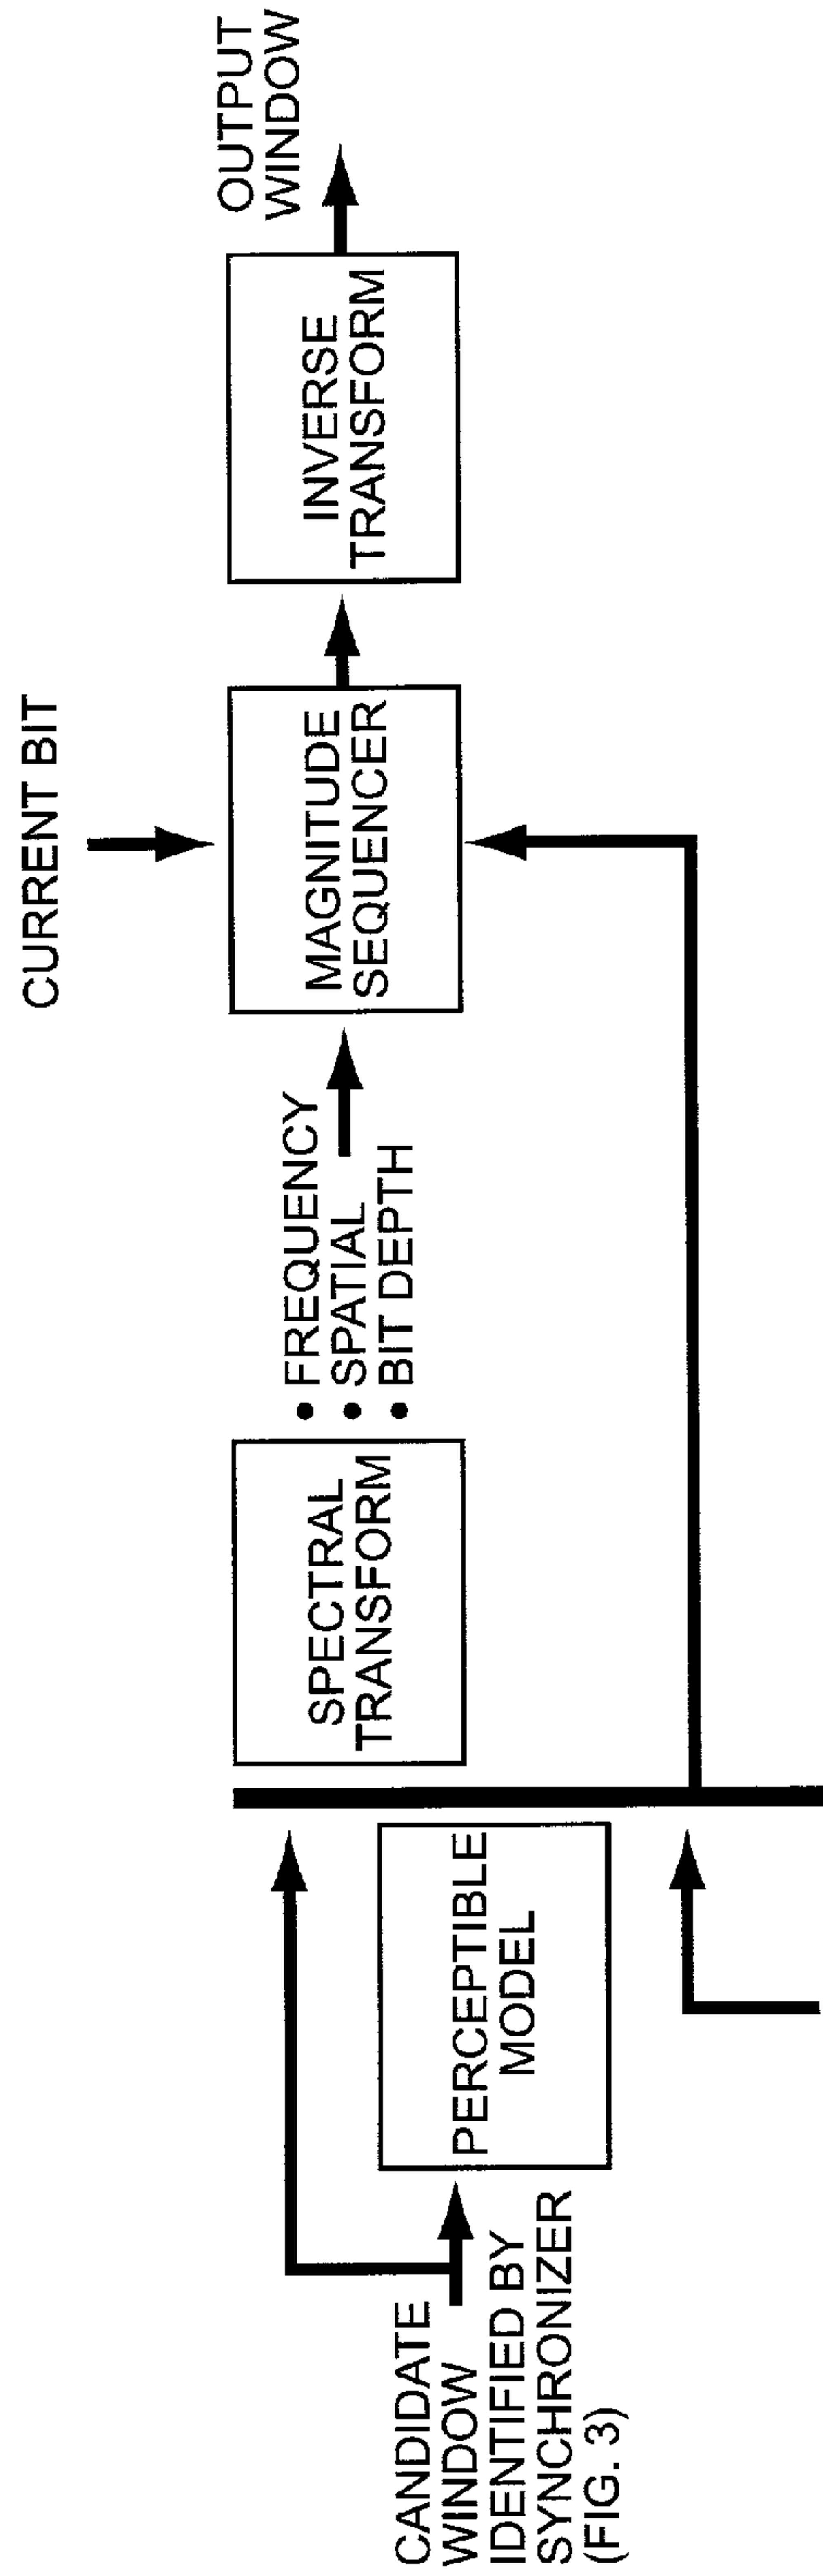 CANDIDATE
WINDOW
IDENTIFIED BY
SYNCHRONIZER
(FIG. 3)
PERCEPTIBLE
MODEL
SPECTRAL
TRANSFORM
• FREQUENCY
• SPATIAL
• BIT DEPTH
CURRENT BIT
MAGNITUDE
SEQUENCER
INVERSE
TRANSFORM
OUTPUT
WINDOW